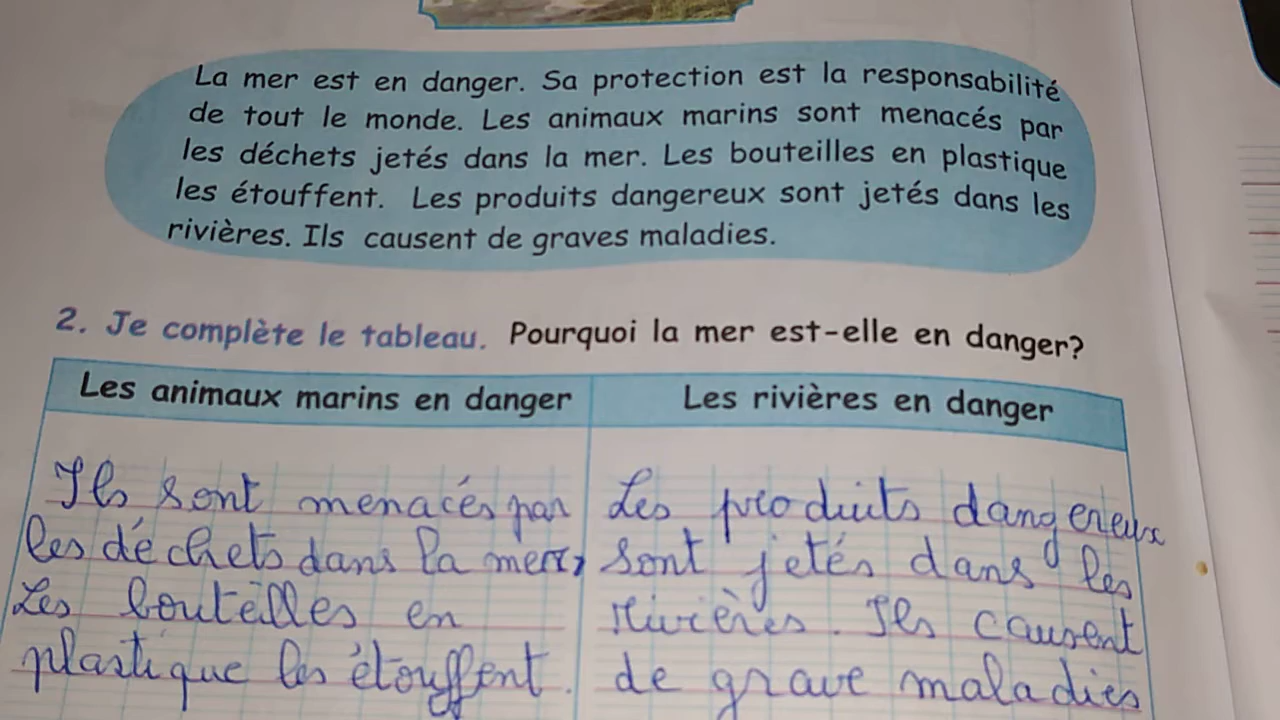 La mer est en danger. Sa protection est la responsabilité
de tout le monde. Les animaux marins sont menacés par
les déchets jetés dans la mer. Les bouteilles en plastique
les étouffent. Les produits dangereux sont jetés dans les
rivières. Ils causent de graves maladies.
2. Je complète le tableau. Pourquoi la mer est-elle en danger?
Les animaux marins en danger
Ils sont menacés par
les déchets dans la mer,
Les bouteilles en
plastique les étouffent.
Les rivières en danger
Les produits dangereux
sont jetés dans les
rivières. Ils causent
de grave maladies